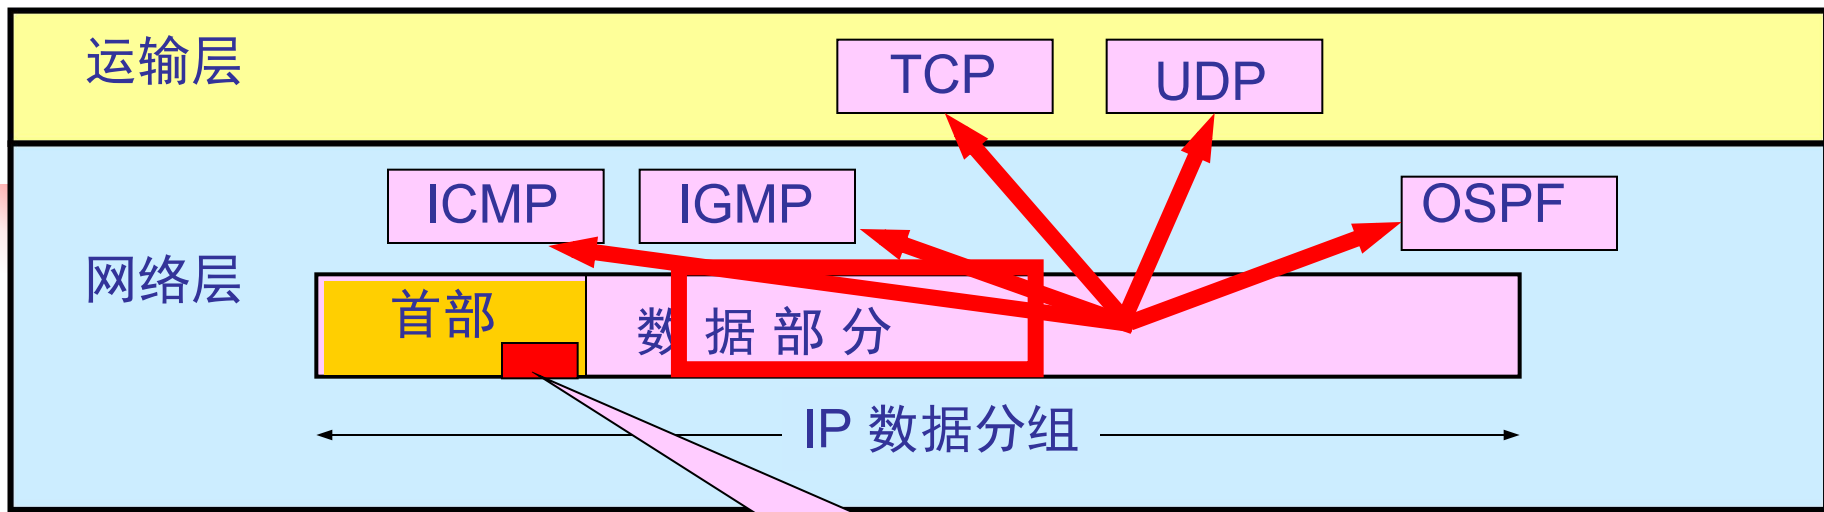 运输层
TCP
UDP
ICMP
IGMP
OSPF
网络层
首部
数据部分
IP 数据分组